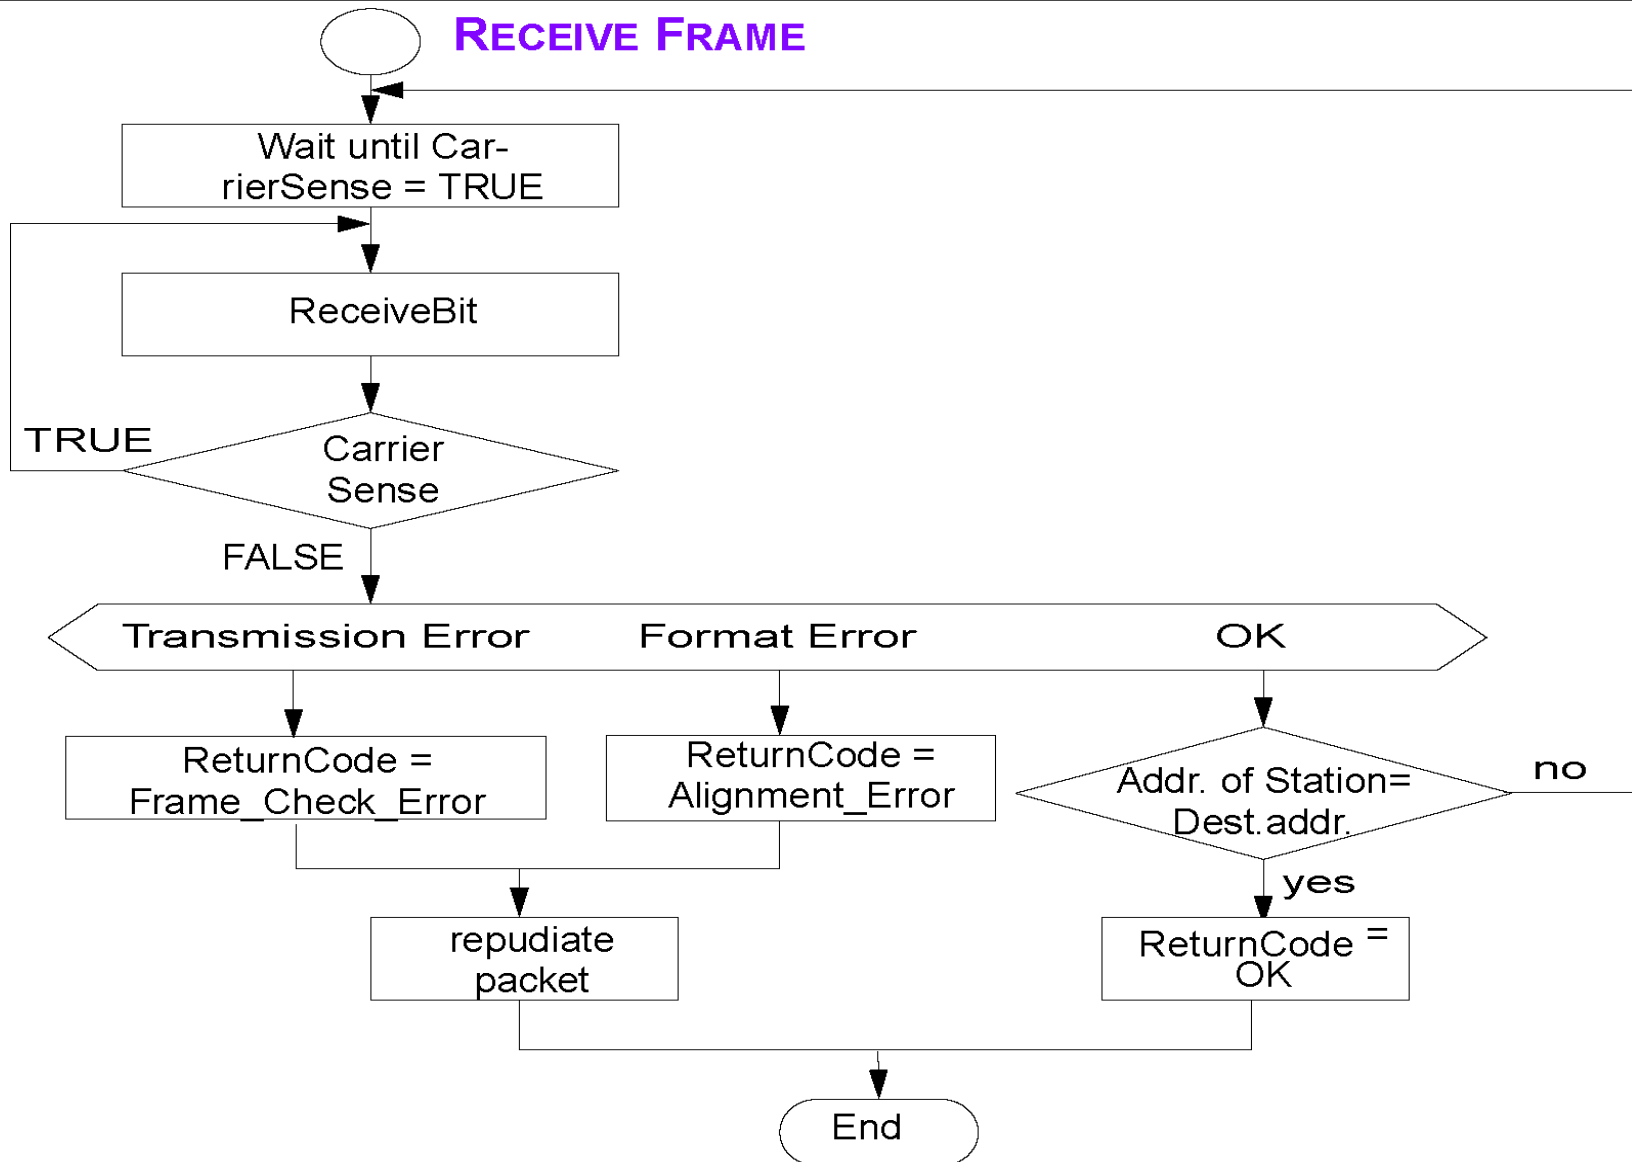 RECEIVE FRAME
Wait until Car-
rierSense = TRUE
ReceiveBit
TRUE
Carrier
Sense
FALSE
Transmission Error
Format Error
OK
ReturnCode =
Frame_Check_Error
ReturnCode =
Alignment_Error
Addr. of Station=
Dest.addr.
no
yes
repudiate
packet
ReturnCode =
OK
End